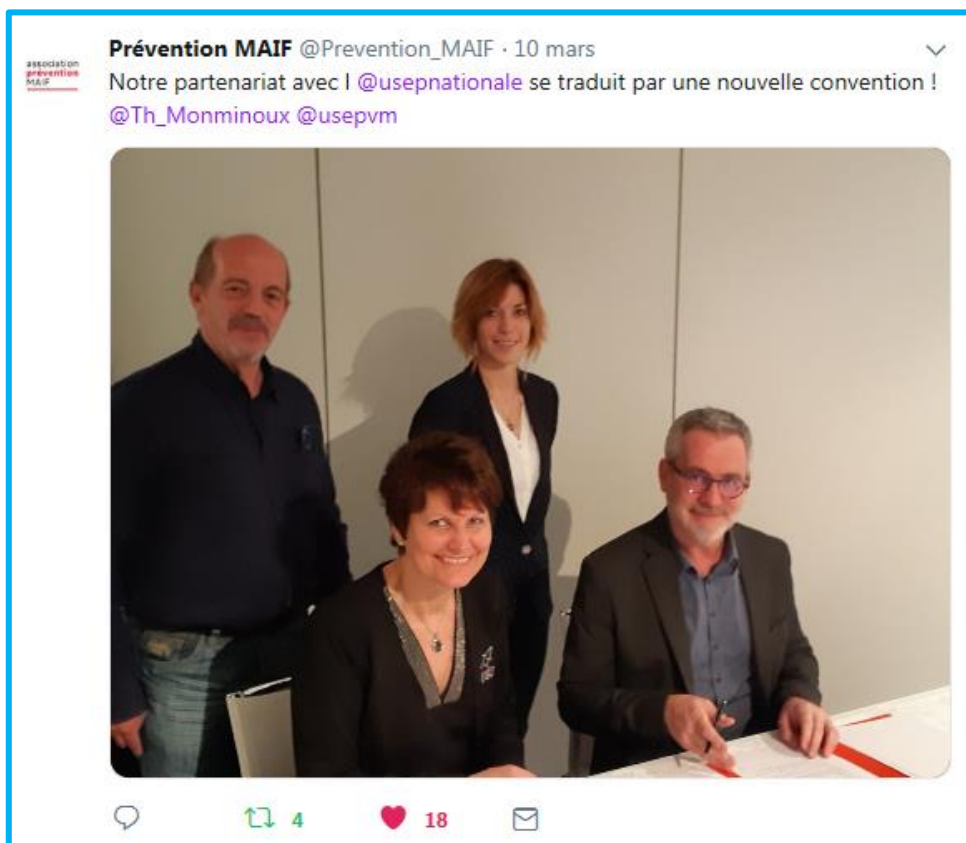 association
prévention
MAIF
Prévention MAIF @Prevention_MAIF · 10 mars
Notre partenariat avec l @usepnationale se traduit par une nouvelle convention !
@Th_Monminoux @usepvm
4
18